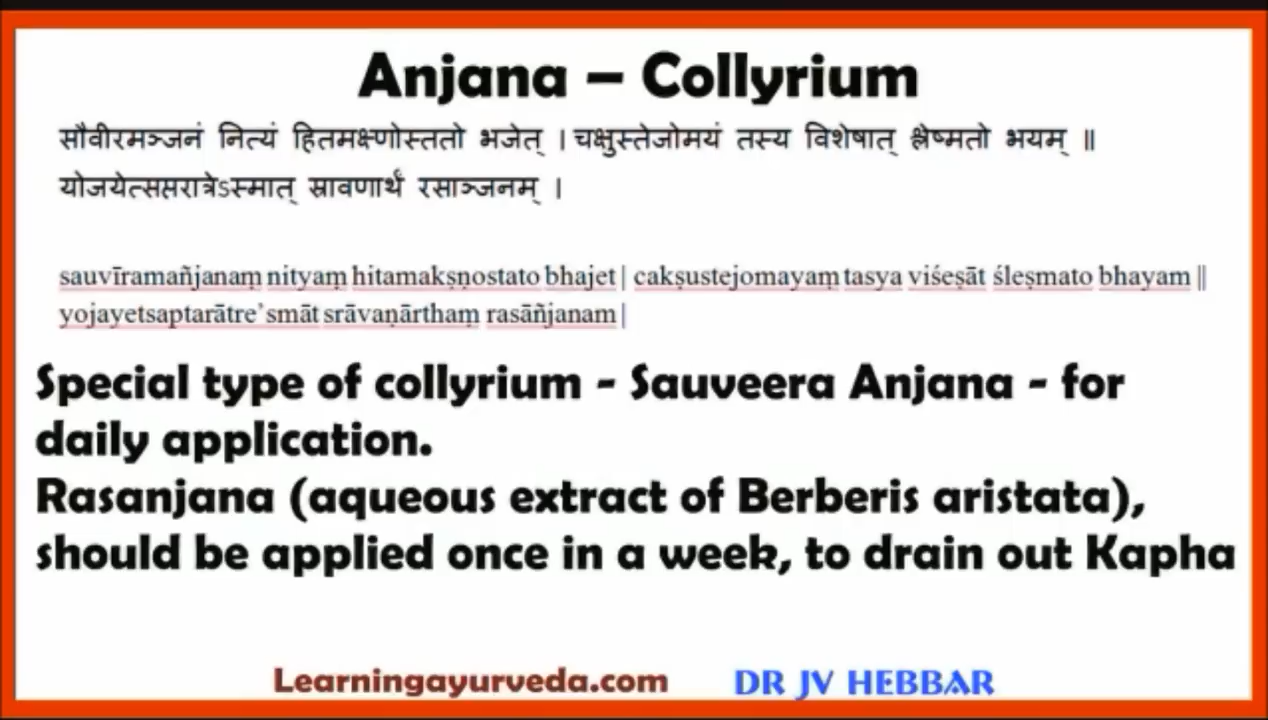 Anjana – Collyrium
सौवीरमञ्जनं नित्यं हितमक्ष्णोस्ततो भजेत् । चक्षुस्तेजोमयं तस्य विशेषात् श्लेष्मतो भयम् ॥
योजयेत्सप्तरात्रेऽस्मात् स्रावणार्थं रसाञ्जनम् ।
sauvīramañjanaṃ nityaṃ hitamakṣṇostato bhajet | cakṣustejomayaṃ tasya viśeṣāt śleṣmato bhayam ||
yojayetsaptarātre'smāt srāvaṇārthaṃ rasāñjanam |
Special type of collyrium - Sauveera Anjana - for
daily application.
Rasanjana (aqueous extract of Berberis aristata),
should be applied once in a week, to drain out Kapha
Learningayurveda.com DR JV HEBBAR